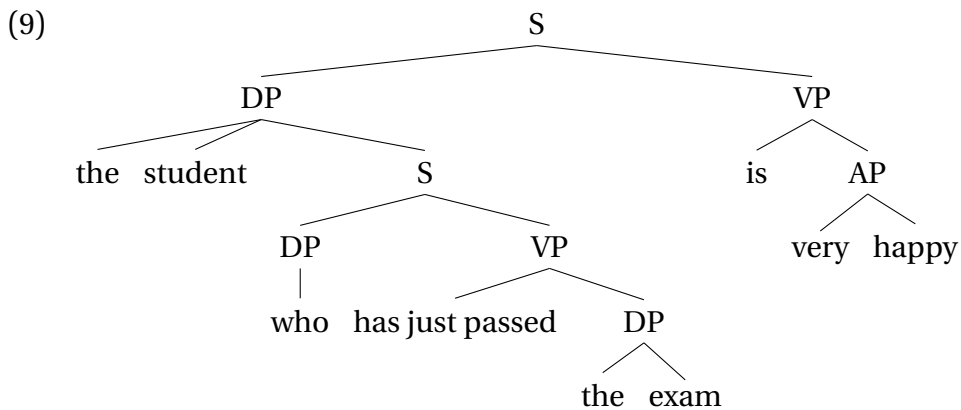 (9) S
DP VP
the student S is AP
DP VP very happy
who has just passed DP
the exam